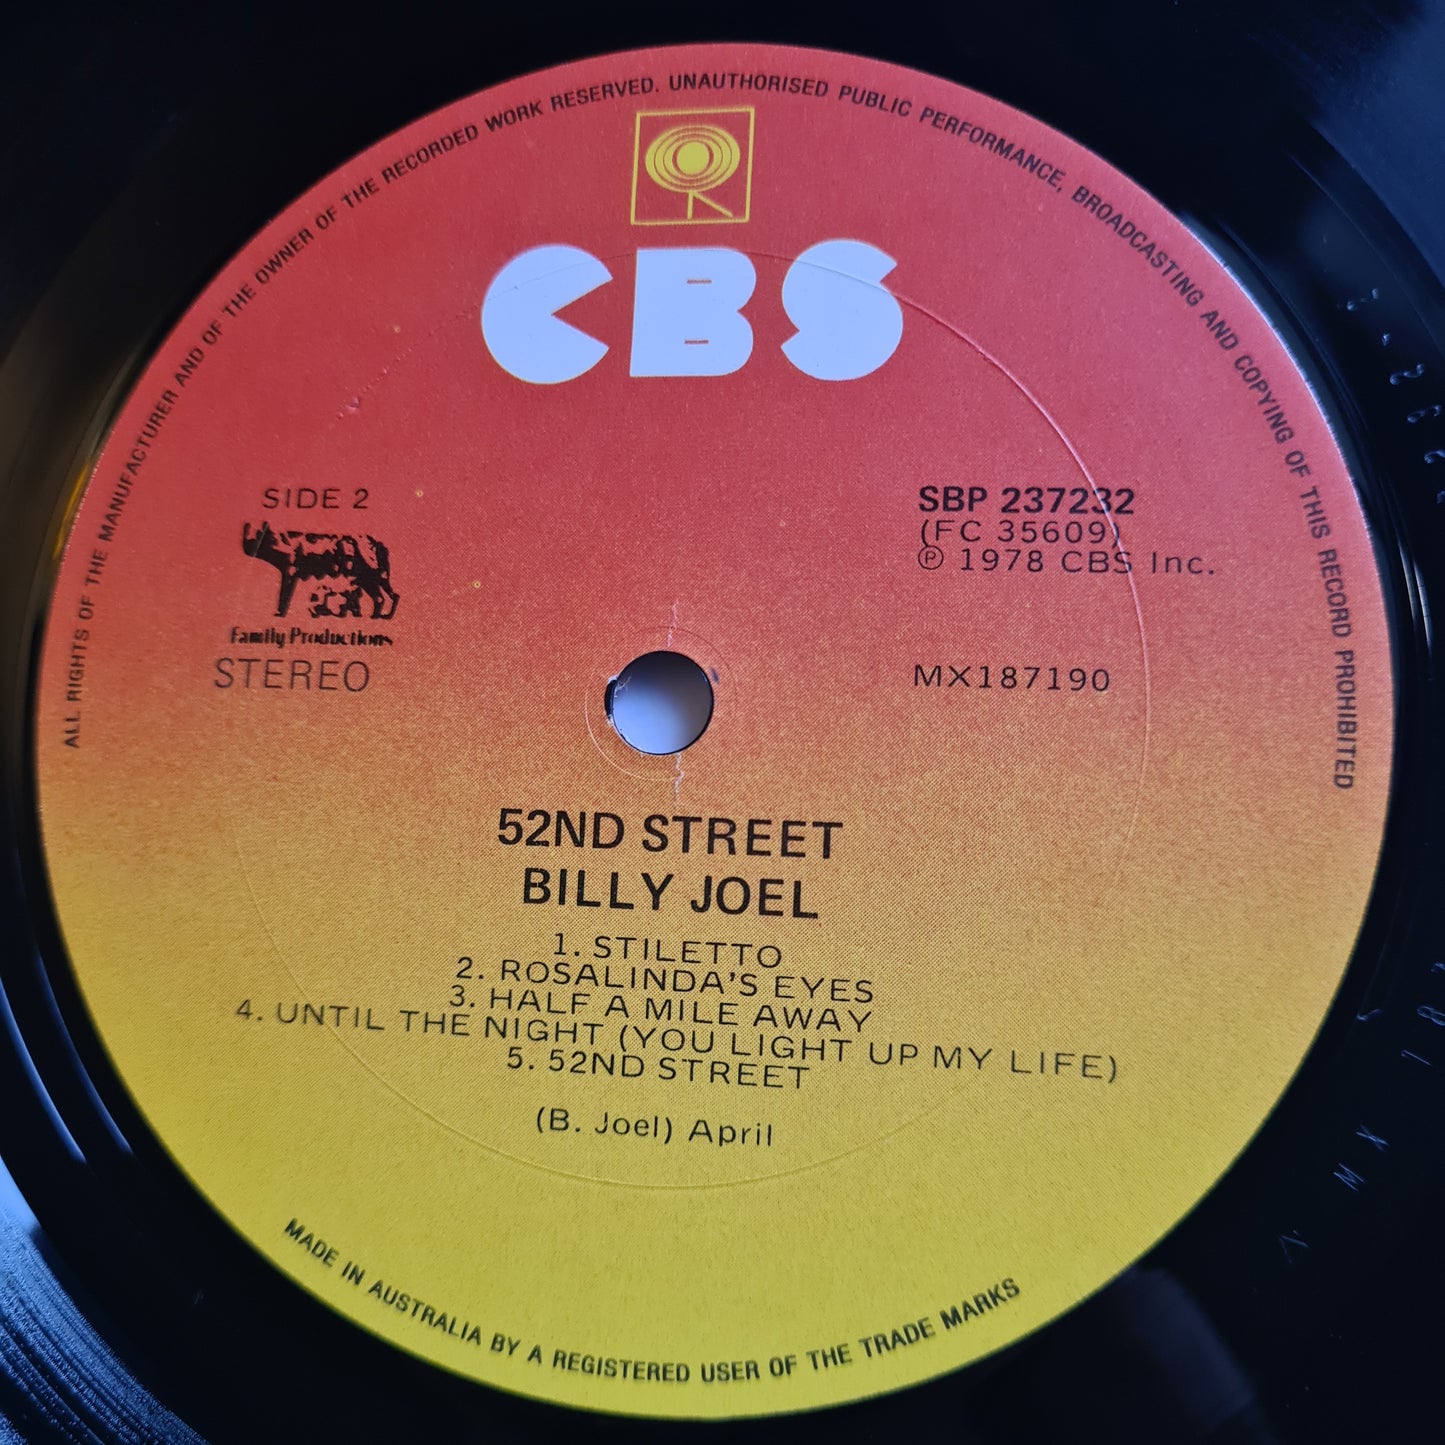 ALL RIGHTS OF THE MANUFACTURER AND OF THE OWNER OF THE RECORDED WORK RESERVED. UNAUTHORISED PUBLIC PERFORMANCE, BROADCASTING AND COPYING OF THIS RECORD PROHIBITED
CBS
SIDE 2
Family Productions
STEREO
SBP 237232
(FC 35609)
℗ 1978 CBS Inc.
MX187190
52ND STREET
BILLY JOEL
1. STILETTO
2. ROSALINDA'S EYES
3. HALF A MILE AWAY
4. UNTIL THE NIGHT (YOU LIGHT UP MY LIFE)
5. 52ND STREET
(B. Joel) April
MADE IN AUSTRALIA BY A REGISTERED USER OF THE TRADE MARKS